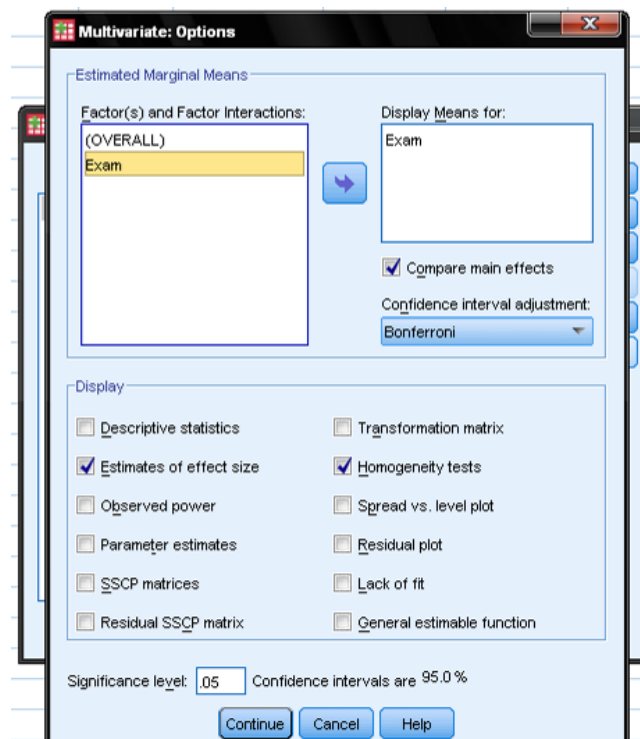 Multivariate: Options
Estimated Marginal Means
Factor(s) and Factor Interactions:
(OVERALL)
Exam
Display Means for:
Exam
Compare main effects
Confidence interval adjustment:
Bonferroni
Display
Descriptive statistics
Transformation matrix
Estimates of effect size
Homogeneity tests
Observed power
Spread vs. level plot
Parameter estimates
Residual plot
SSCP matrices
Lack of fit
Residual SSCP matrix
General estimable function
Significance level: .05 Confidence intervals are 95.0 %
Continue Cancel Help